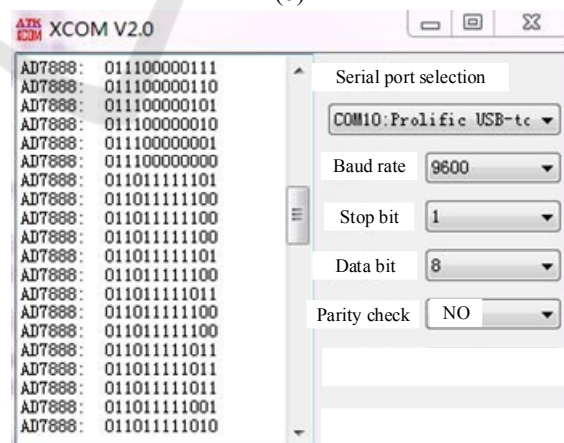 XCOM V2.0
AD7888: 011100000111
AD7888: 011100000110
AD7888: 011100000101
AD7888: 011100000010
AD7888: 011100000001
AD7888: 011100000000
AD7888: 011011111101
AD7888: 011011111100
AD7888: 011011111100
AD7888: 011011111100
AD7888: 011011111101
AD7888: 011011111100
AD7888: 011011111011
AD7888: 011011111100
AD7888: 011011111100
AD7888: 011011111011
AD7888: 011011111011
AD7888: 011011111011
AD7888: 011011111001
AD7888: 011011111010
Serial port selection
COM10:Prolific USB-to
Baud rate 9600
Stop bit 1
Data bit 8
Parity check NO